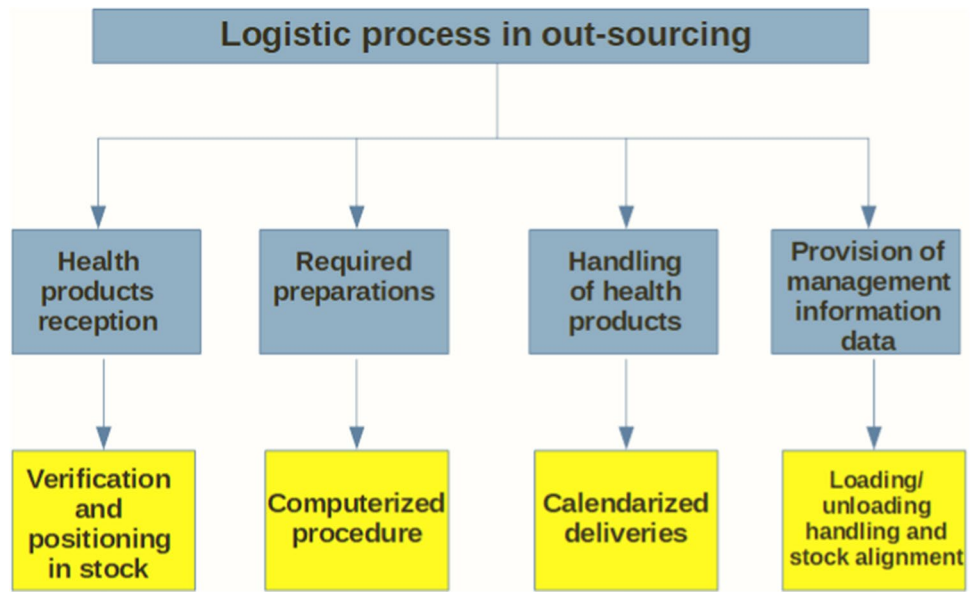 Logistic process in out-sourcing
Health
products
reception
Required
preparations
Handling
of health
products
Provision of
management
information
data
Verification
and
positioning
in stock
Computerized
procedure
Calendarized
deliveries
Loading/
unloading
handling and
stock alignment